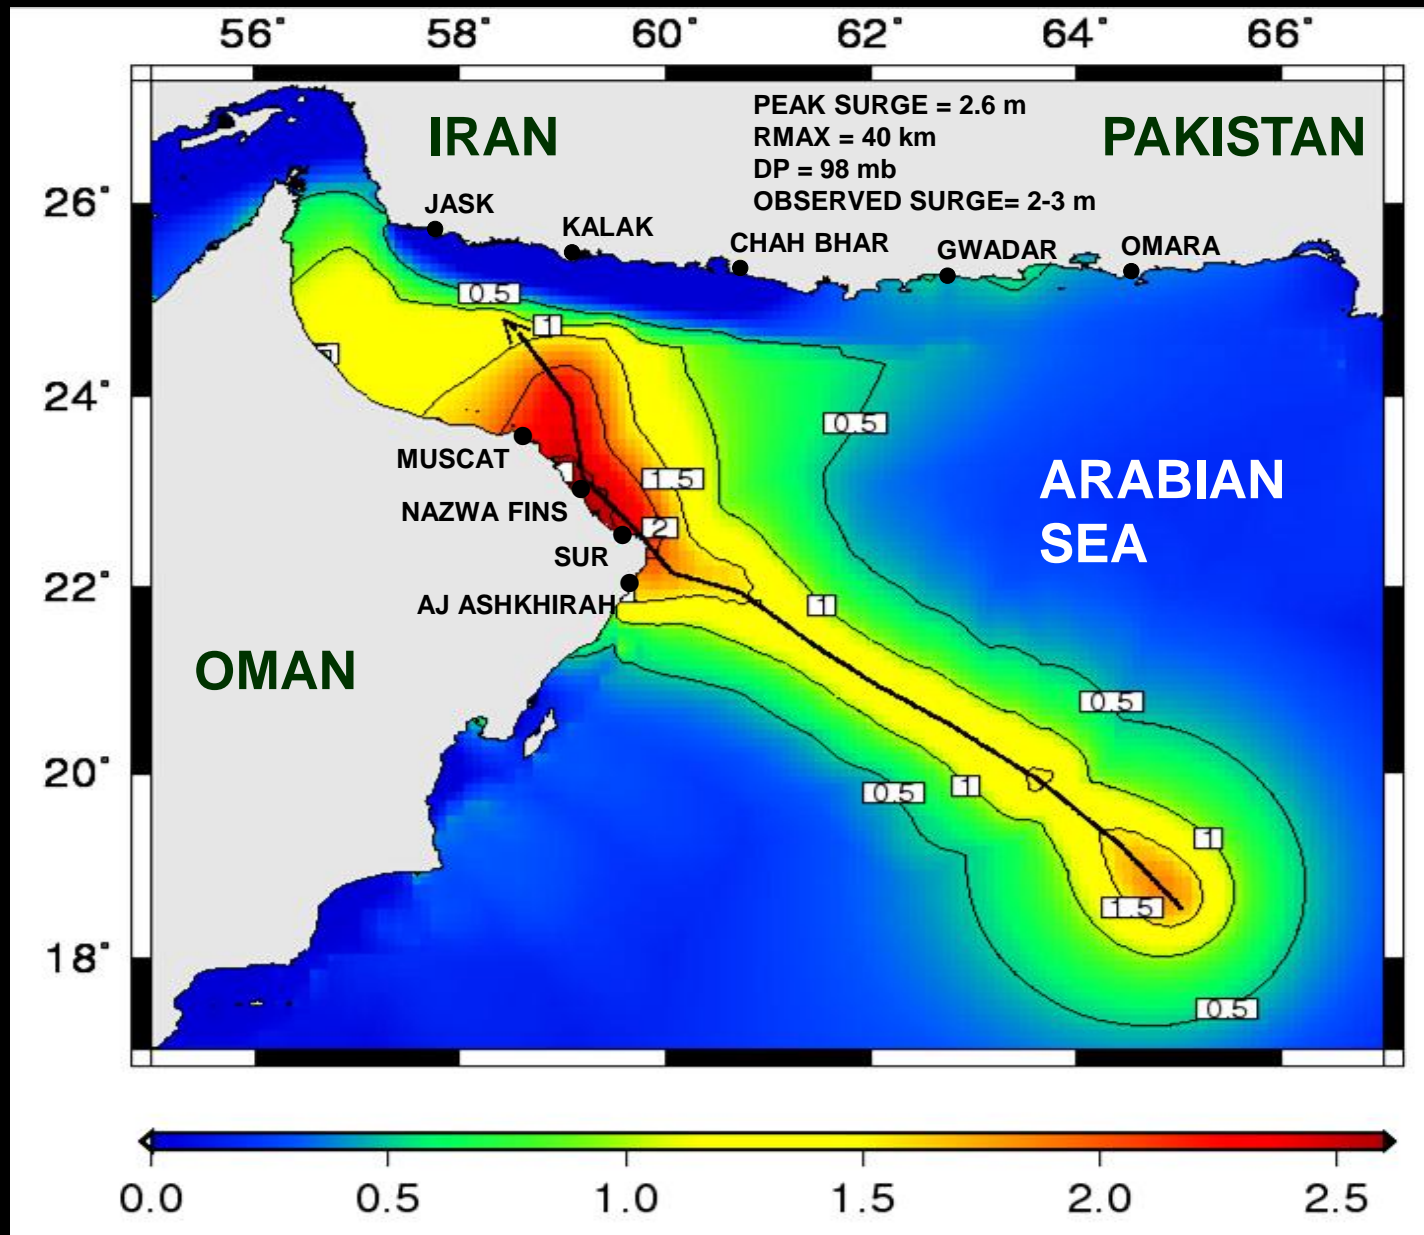 56° 58° 60° 62° 64° 66°
PEAK SURGE = 2.6 m
RMAX = 40 km
DP = 98 mb
OBSERVED SURGE= 2-3 m
IRAN
PAKISTAN
26°
JASK
KALAK
CHAH BHAR
GWADAR
OMARA
0.5
1
24°
0.5
MUSCAT
1.5
ARABIAN
SEA
NAZWA FINS
2
SUR
22°
AJ ASHKHIRAH
1
OMAN
0.5
20°
0.5
1
1
1.5
18°
0.5
0.0 0.5 1.0 1.5 2.0 2.5